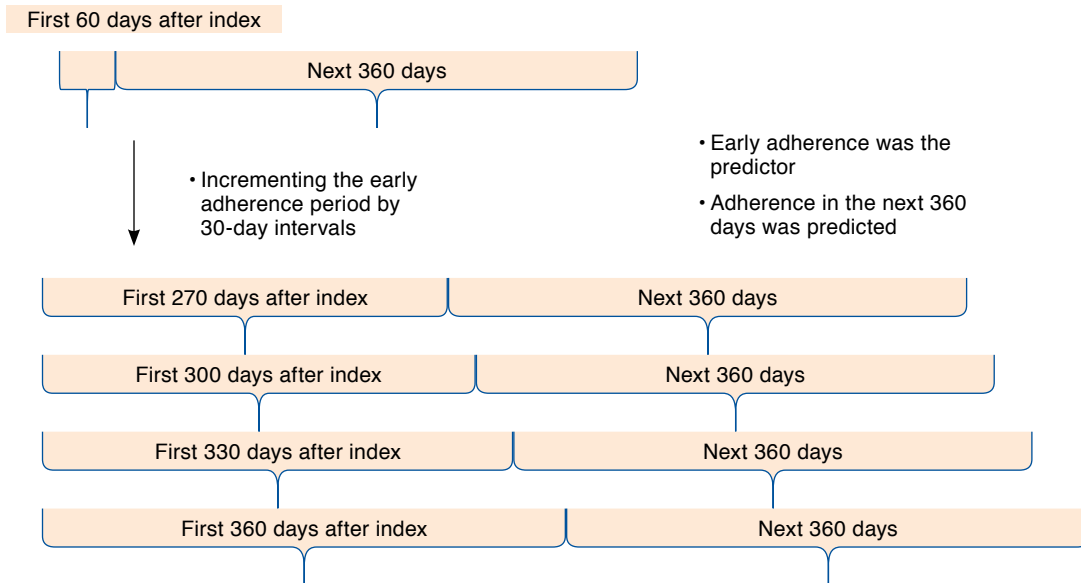 First 60 days after index
Next 360 days
• Incrementing the early
adherence period by
30-day intervals
• Early adherence was the
predictor
• Adherence in the next 360
days was predicted
First 270 days after index
Next 360 days
First 300 days after index
Next 360 days
First 330 days after index
Next 360 days
First 360 days after index
Next 360 days